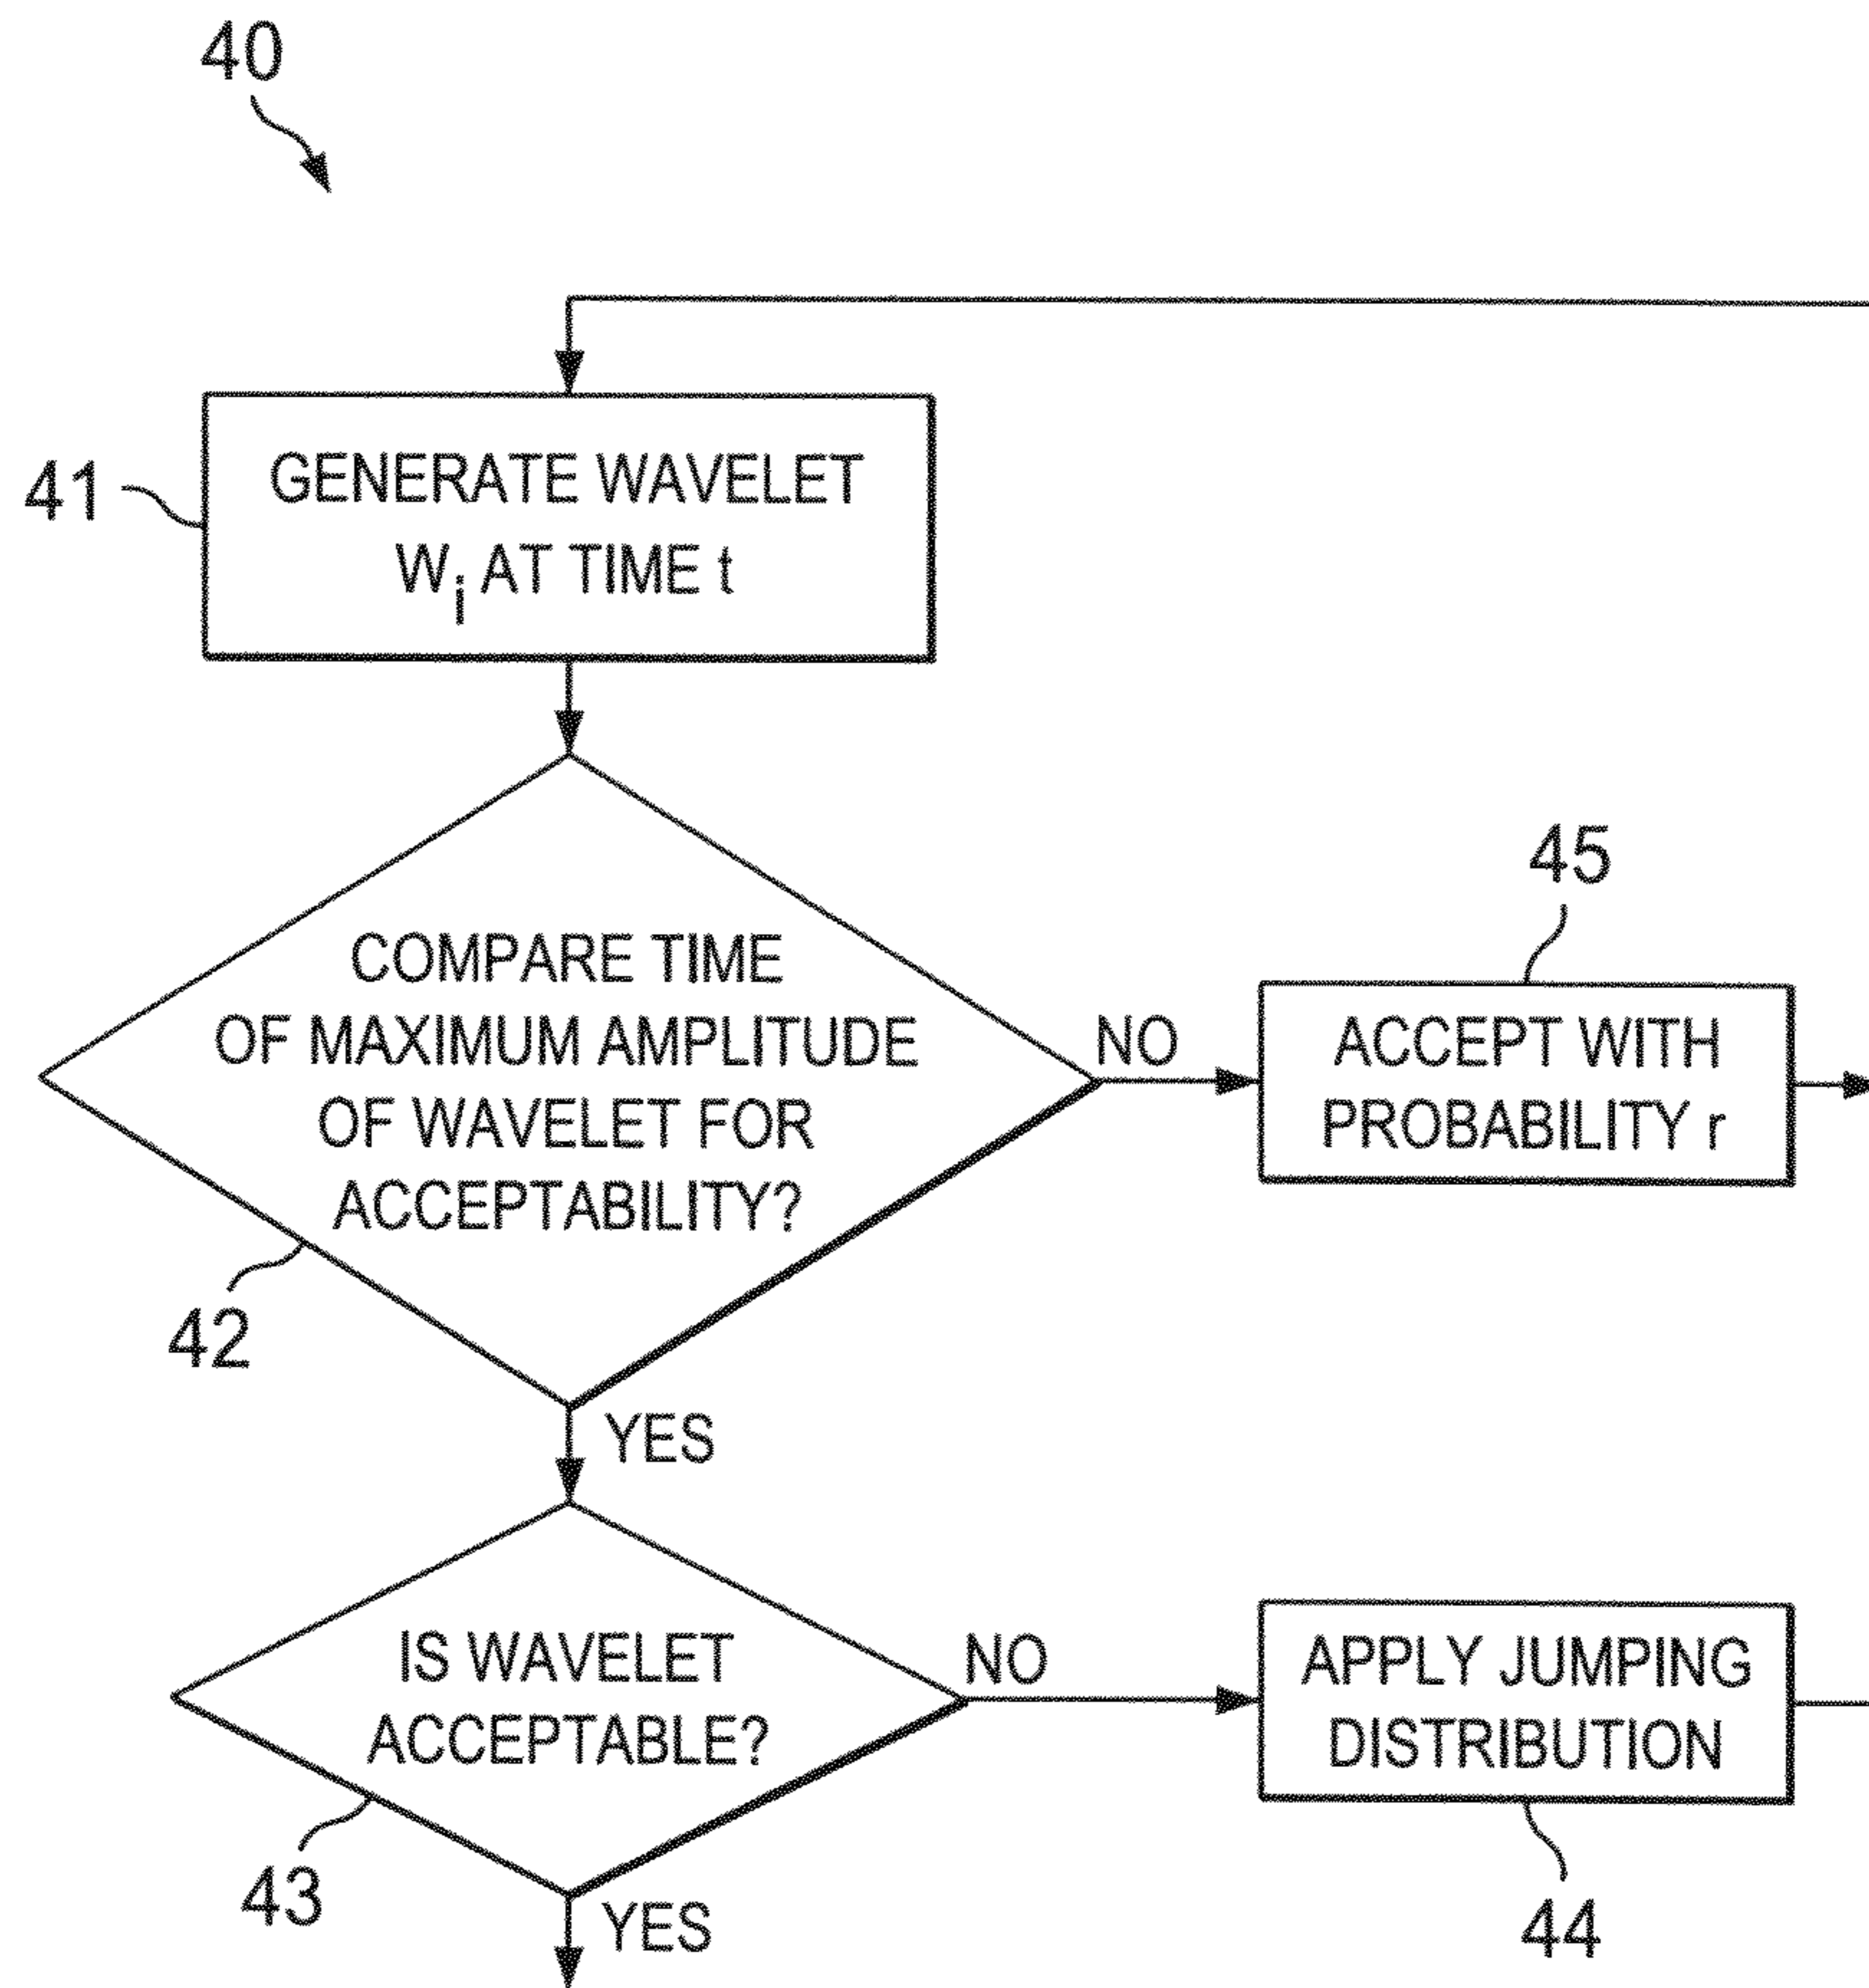 40
41
GENERATE WAVELET
Wi AT TIME t
COMPARE TIME
OF MAXIMUM AMPLITUDE
OF WAVELET FOR
ACCEPTABILITY?
42
NO
45
ACCEPT WITH
PROBABILITY r
YES
IS WAVELET
ACCEPTABLE?
43
NO
APPLY JUMPING
DISTRIBUTION
44
YES